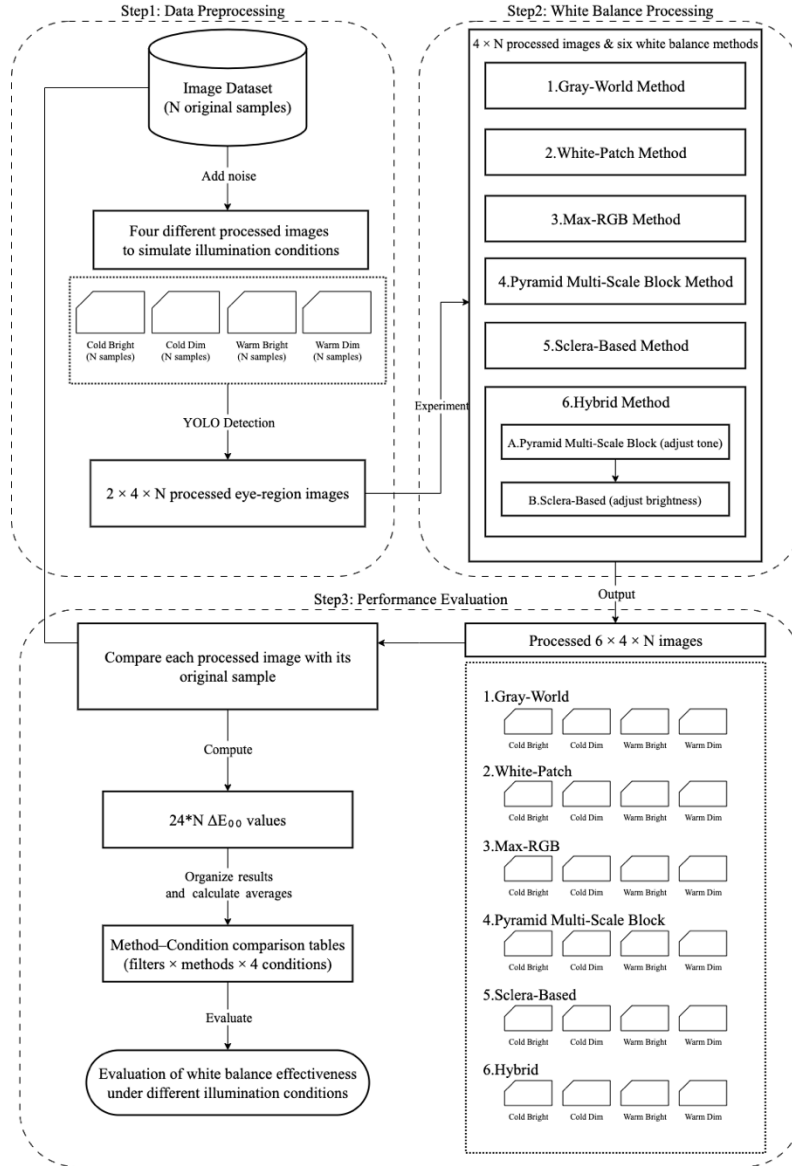 Step1: Data Preprocessing
Image Dataset
(N original samples)
Add noise
Four different processed images
to simulate illumination conditions
Cold Bright
(N samples)
Cold Dim
(N samples)
Warm Bright
(N samples)
Warm Dim
(N samples)
YOLO Detection
2 × 4 × N processed eye-region images
Experiment
Step2: White Balance Processing
4 × N processed images & six white balance methods
1.Gray-World Method
2.White-Patch Method
3.Max-RGB Method
4.Pyramid Multi-Scale Block Method
5.Sclera-Based Method
6.Hybrid Method
A.Pyramid Multi-Scale Block (adjust tone)
B.Sclera-Based (adjust brightness)
Output
Step3: Performance Evaluation
Processed 6 × 4 × N images
1.Gray-World
Cold Bright Cold Dim Warm Bright Warm Dim
2.White-Patch
Cold Bright Cold Dim Warm Bright Warm Dim
3.Max-RGB
Cold Bright Cold Dim Warm Bright Warm Dim
4.Pyramid Multi-Scale Block
Cold Bright Cold Dim Warm Bright Warm Dim
5.Sclera-Based
Cold Bright Cold Dim Warm Bright Warm Dim
6.Hybrid
Cold Bright Cold Dim Warm Bright Warm Dim
Compare each processed image with its
original sample
Compute
24*N ΔE₀₀ values
Organize results
and calculate averages
Method–Condition comparison tables
(filters × methods × 4 conditions)
Evaluate
Evaluation of white balance effectiveness
under different illumination conditions